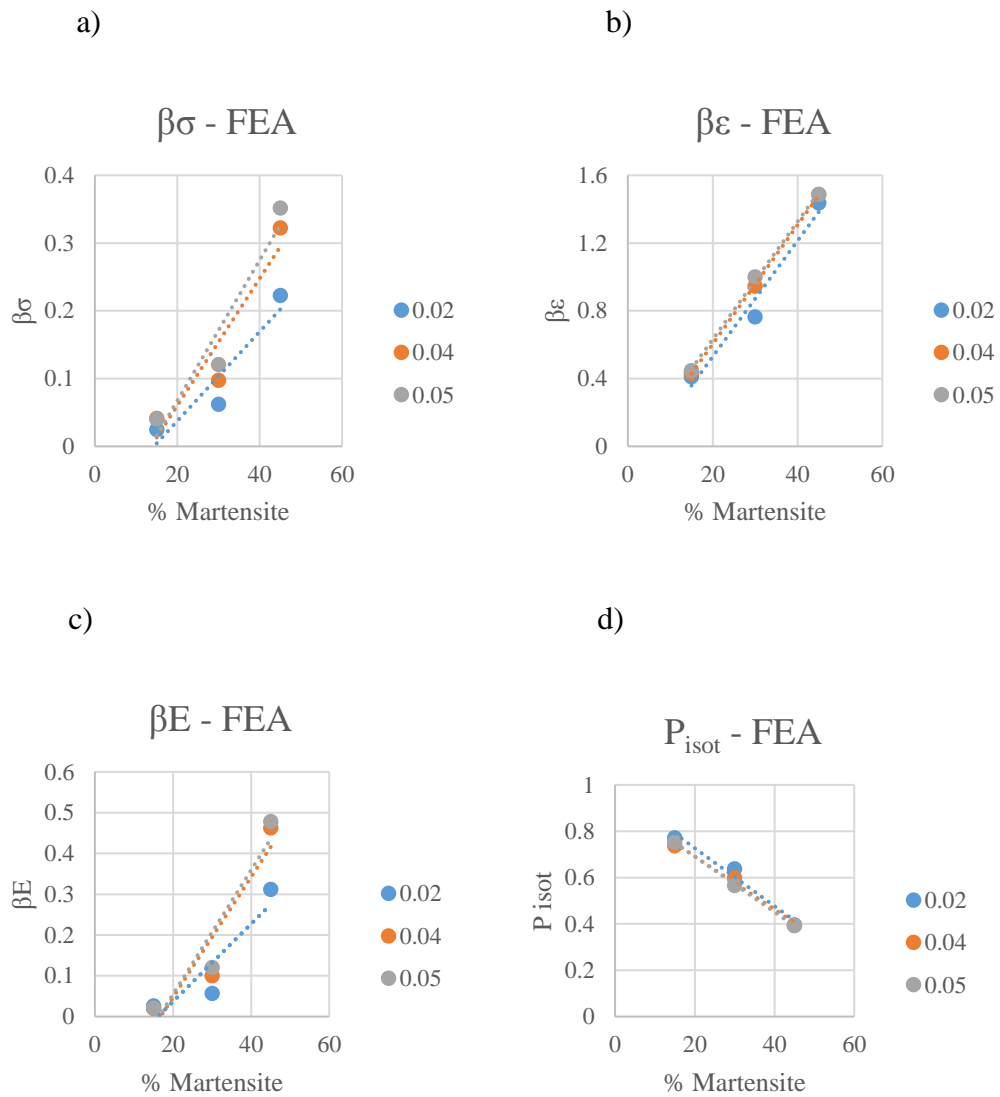 a)
βσ - FEA
0.4
0.3
0.2
0.1
0
βσ
0 20 40 60
% Martensite
0.02
0.04
0.05
b)
βε - FEA
1.6
1.2
0.8
0.4
0
βε
0 20 40 60
% Martensite
0.02
0.04
0.05
c)
βE - FEA
0.6
0.5
0.4
0.3
0.2
0.1
0
βE
0 20 40 60
% Martensite
0.02
0.04
0.05
d)
Pisot - FEA
1
0.8
0.6
0.4
0.2
0
P isot
0 20 40 60
% Martensite
0.02
0.04
0.05